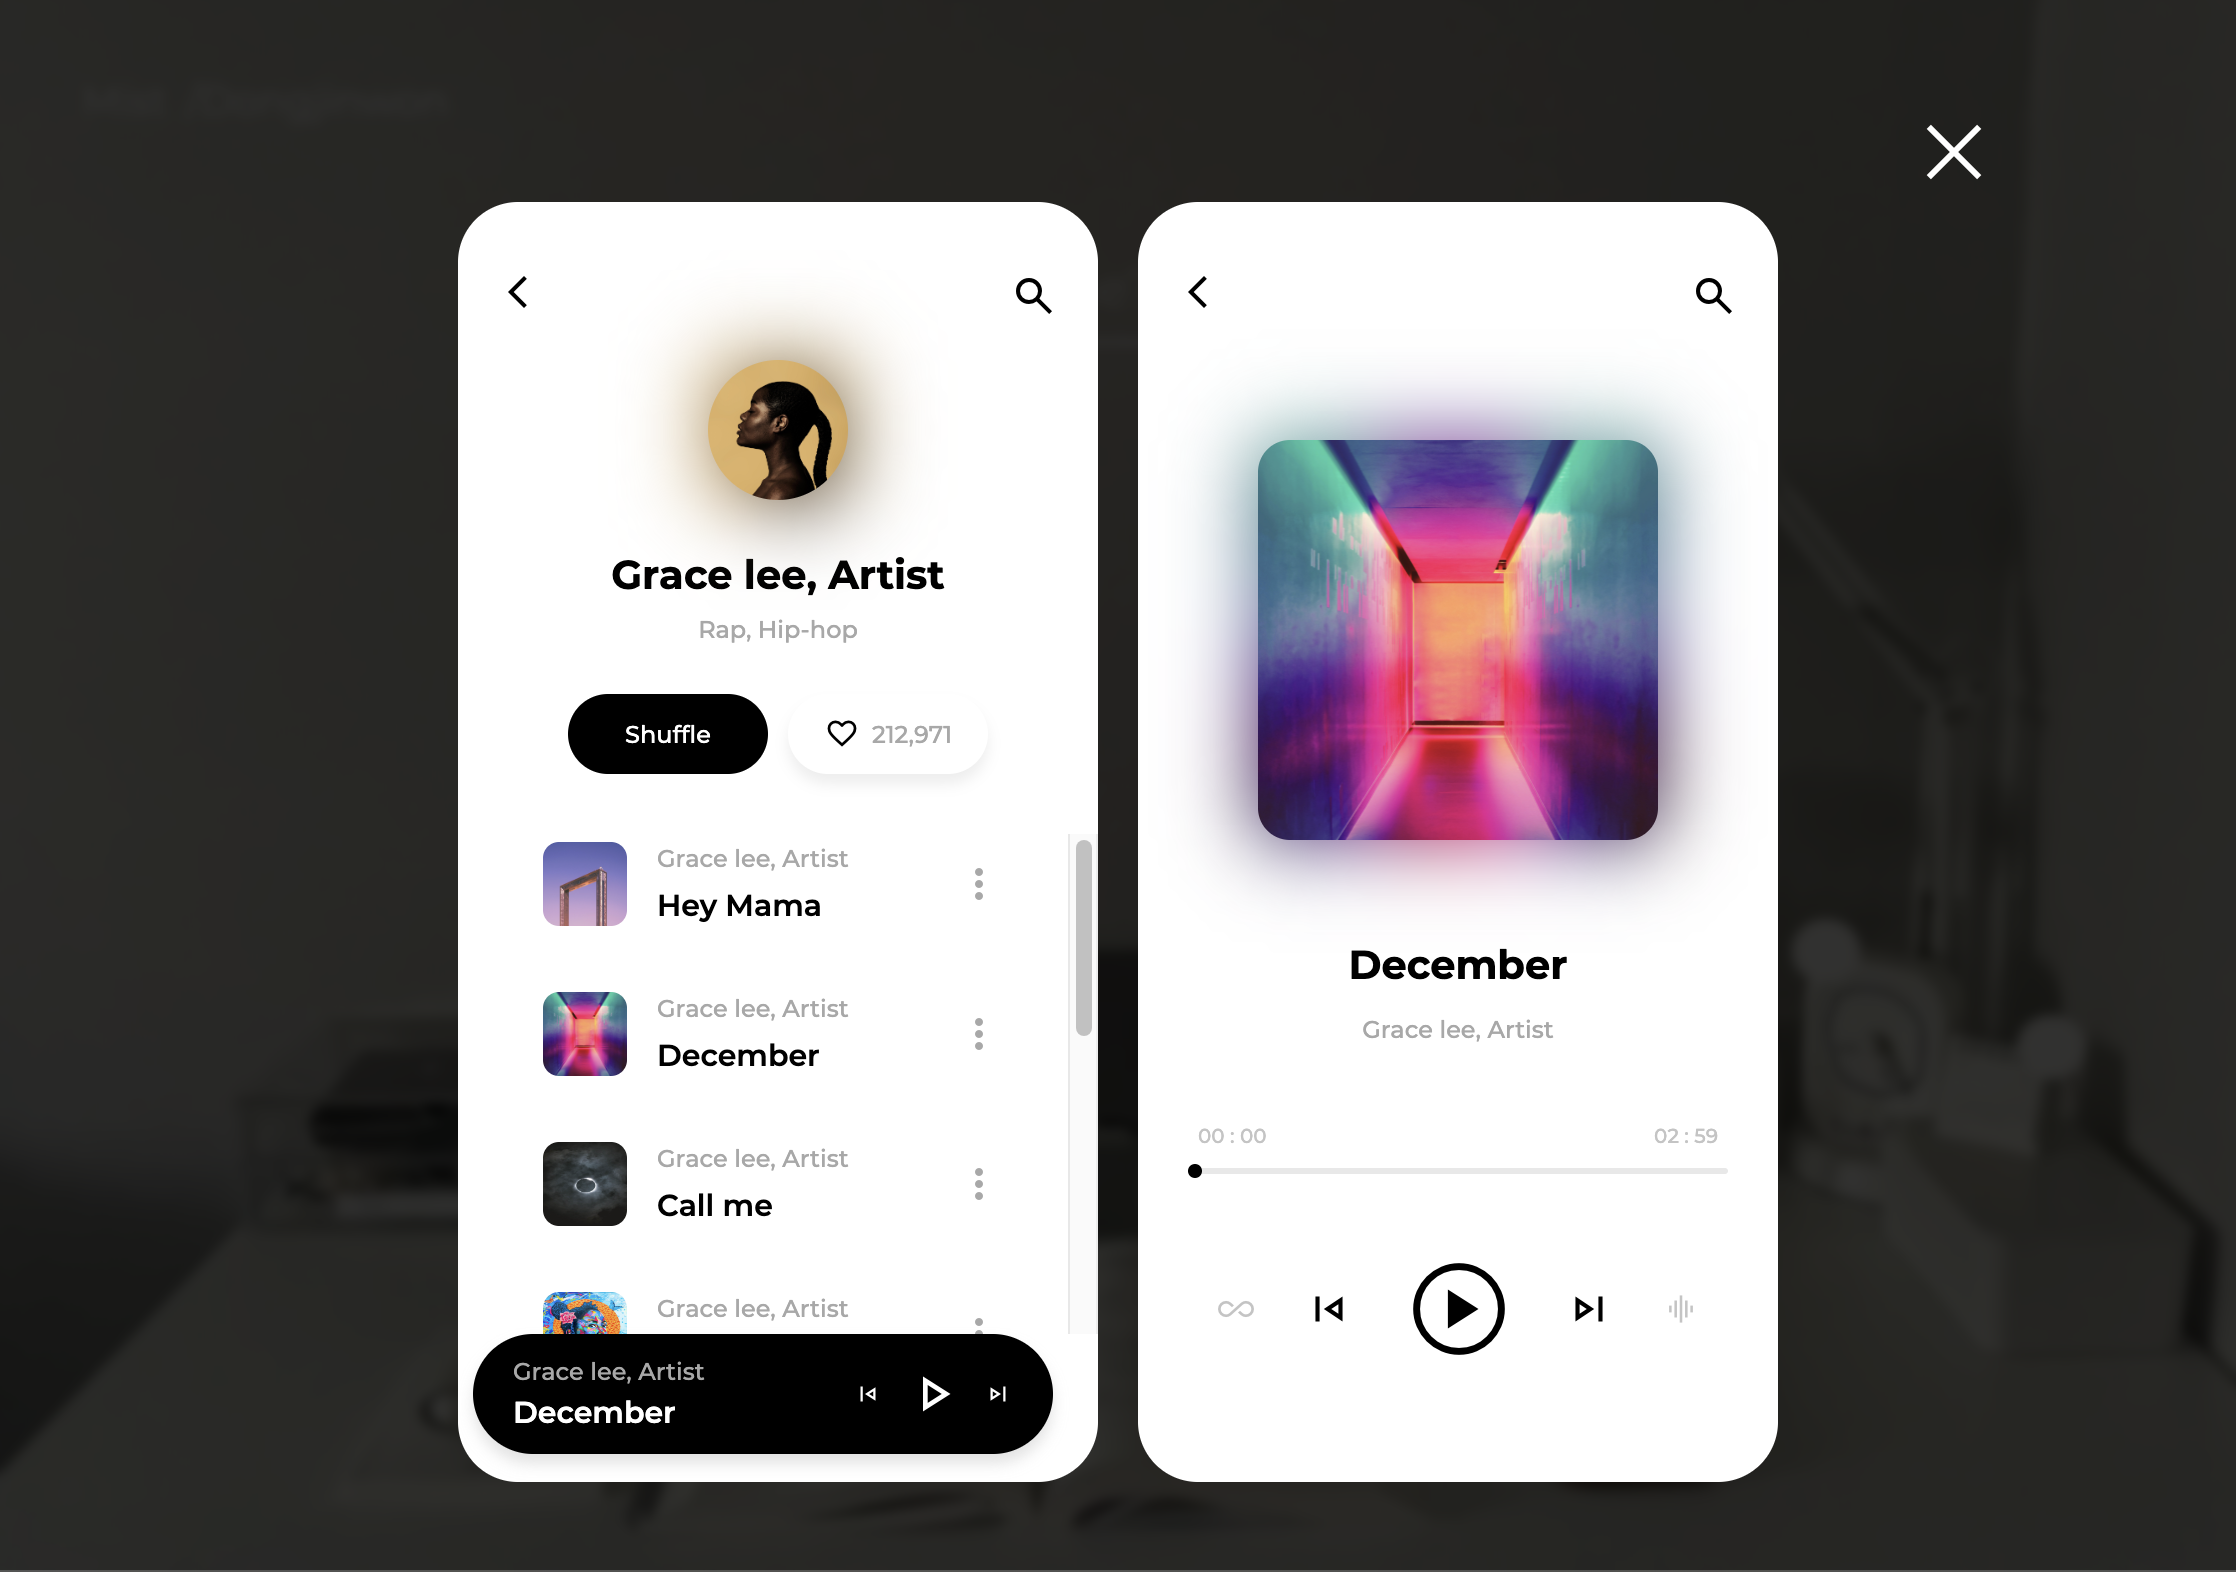 Grace lee, Artist
Rap, Hip-hop
Shuffle
212,971
Grace lee, Artist
Hey Mama
Grace lee, Artist
December
Grace lee, Artist
Call me
Grace lee, Artist
Grace lee, Artist
December
December
Grace lee, Artist
00 : 00
02 : 59